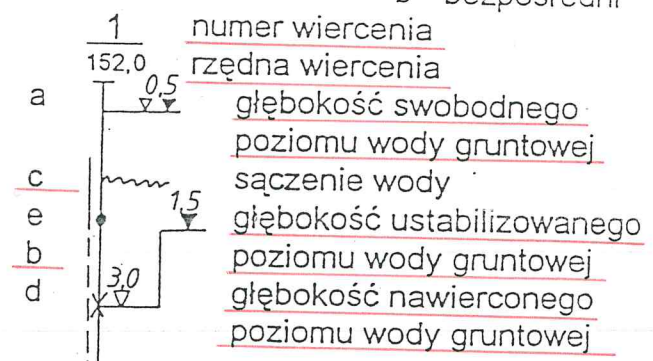 b - bezpośredni
1 numer wiercenia
152,0 rzędna wiercenia
a 0,5 głębokość swobodnego
poziomu wody gruntowej
c sączenie wody
e 1,5 głębokość ustabilizowanego
b poziomu wody gruntowej
d 3,0 głębokość nawierconego
poziomu wody gruntowej